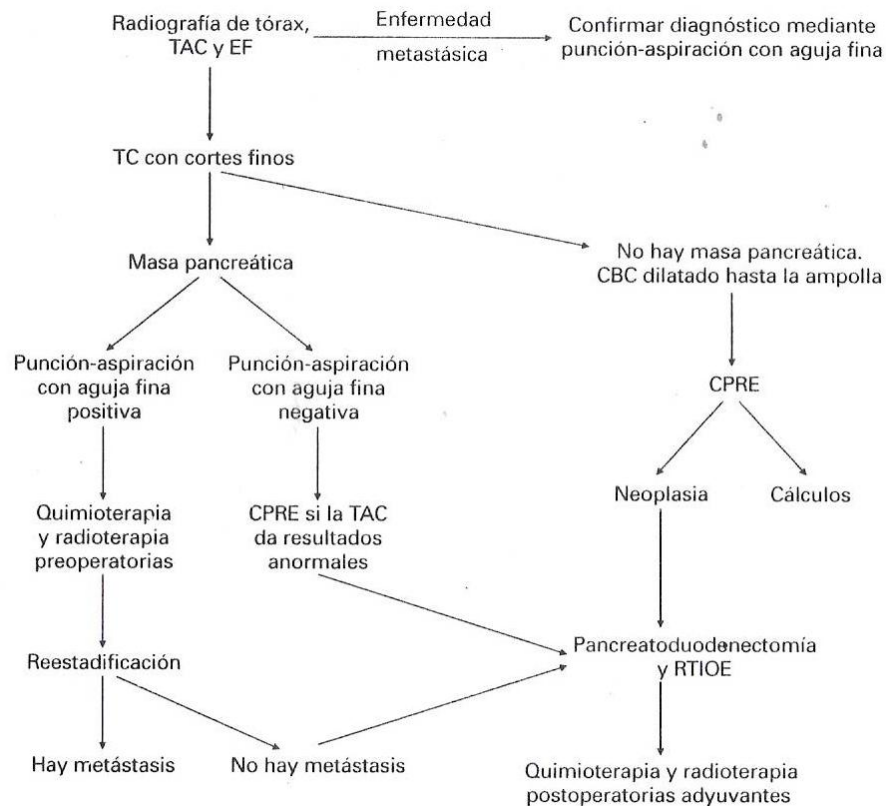 Radiografía de tórax,
TAC y EF
Enfermedad
metastásica
Confirmar diagnóstico mediante
punción-aspiración con aguja fina
TC con cortes finos
Masa pancreática
No hay masa pancreática.
CBC dilatado hasta la ampolla
Punción-aspiración
con aguja fina
positiva
Punción-aspiración
con aguja fina
negativa
CPRE
Neoplasia
Cálculos
Quimioterapia
y radioterapia
preoperatorias
CPRE si la TAC
da resultados
anormales
Reestadificación
Pancreatoduodenectomía
y RTIOE
Hay metástasis
No hay metástasis
Quimioterapia y radioterapia
postoperatorias adyuvantes